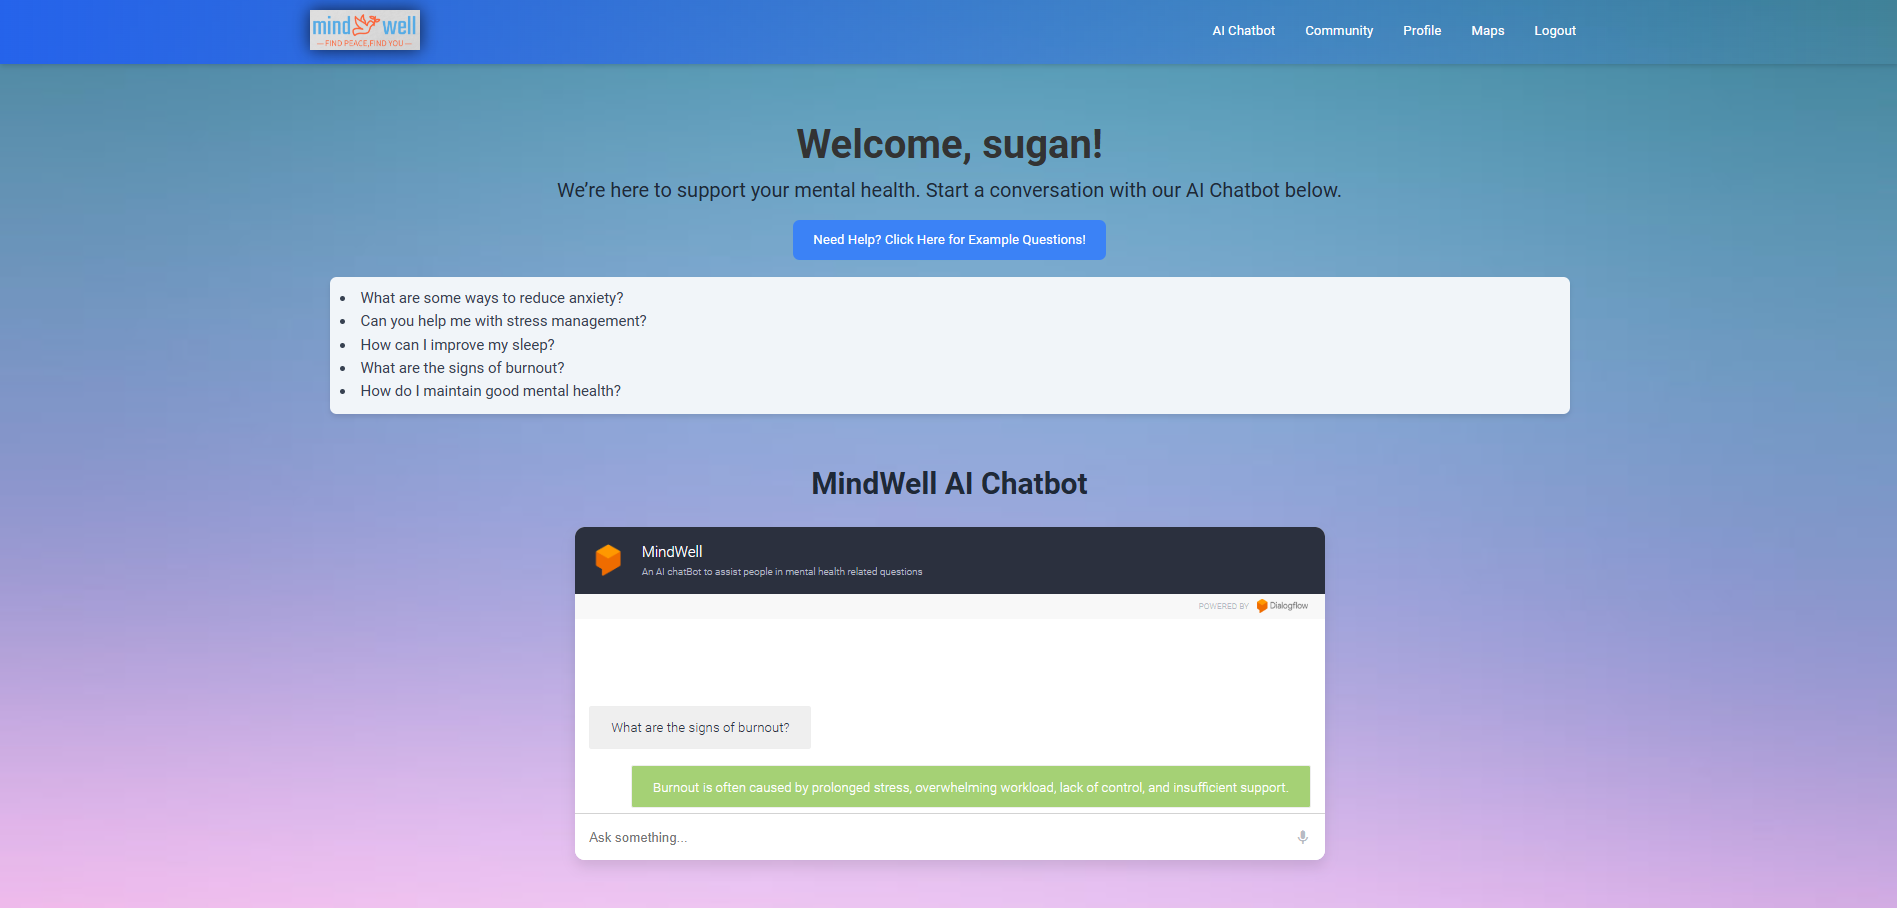 mind well
FIND PEACE,FIND YOU
AI Chatbot Community Profile Maps Logout
Welcome, sugan!
We’re here to support your mental health. Start a conversation with our AI Chatbot below.
Need Help? Click Here for Example Questions!
What are some ways to reduce anxiety?
Can you help me with stress management?
How can I improve my sleep?
What are the signs of burnout?
How do I maintain good mental health?
MindWell AI Chatbot
MindWell
An AI chatBot to assist people in mental health related questions
POWERED BY Dialogflow
What are the signs of burnout?
Burnout is often caused by prolonged stress, overwhelming workload, lack of control, and insufficient support.
Ask something...